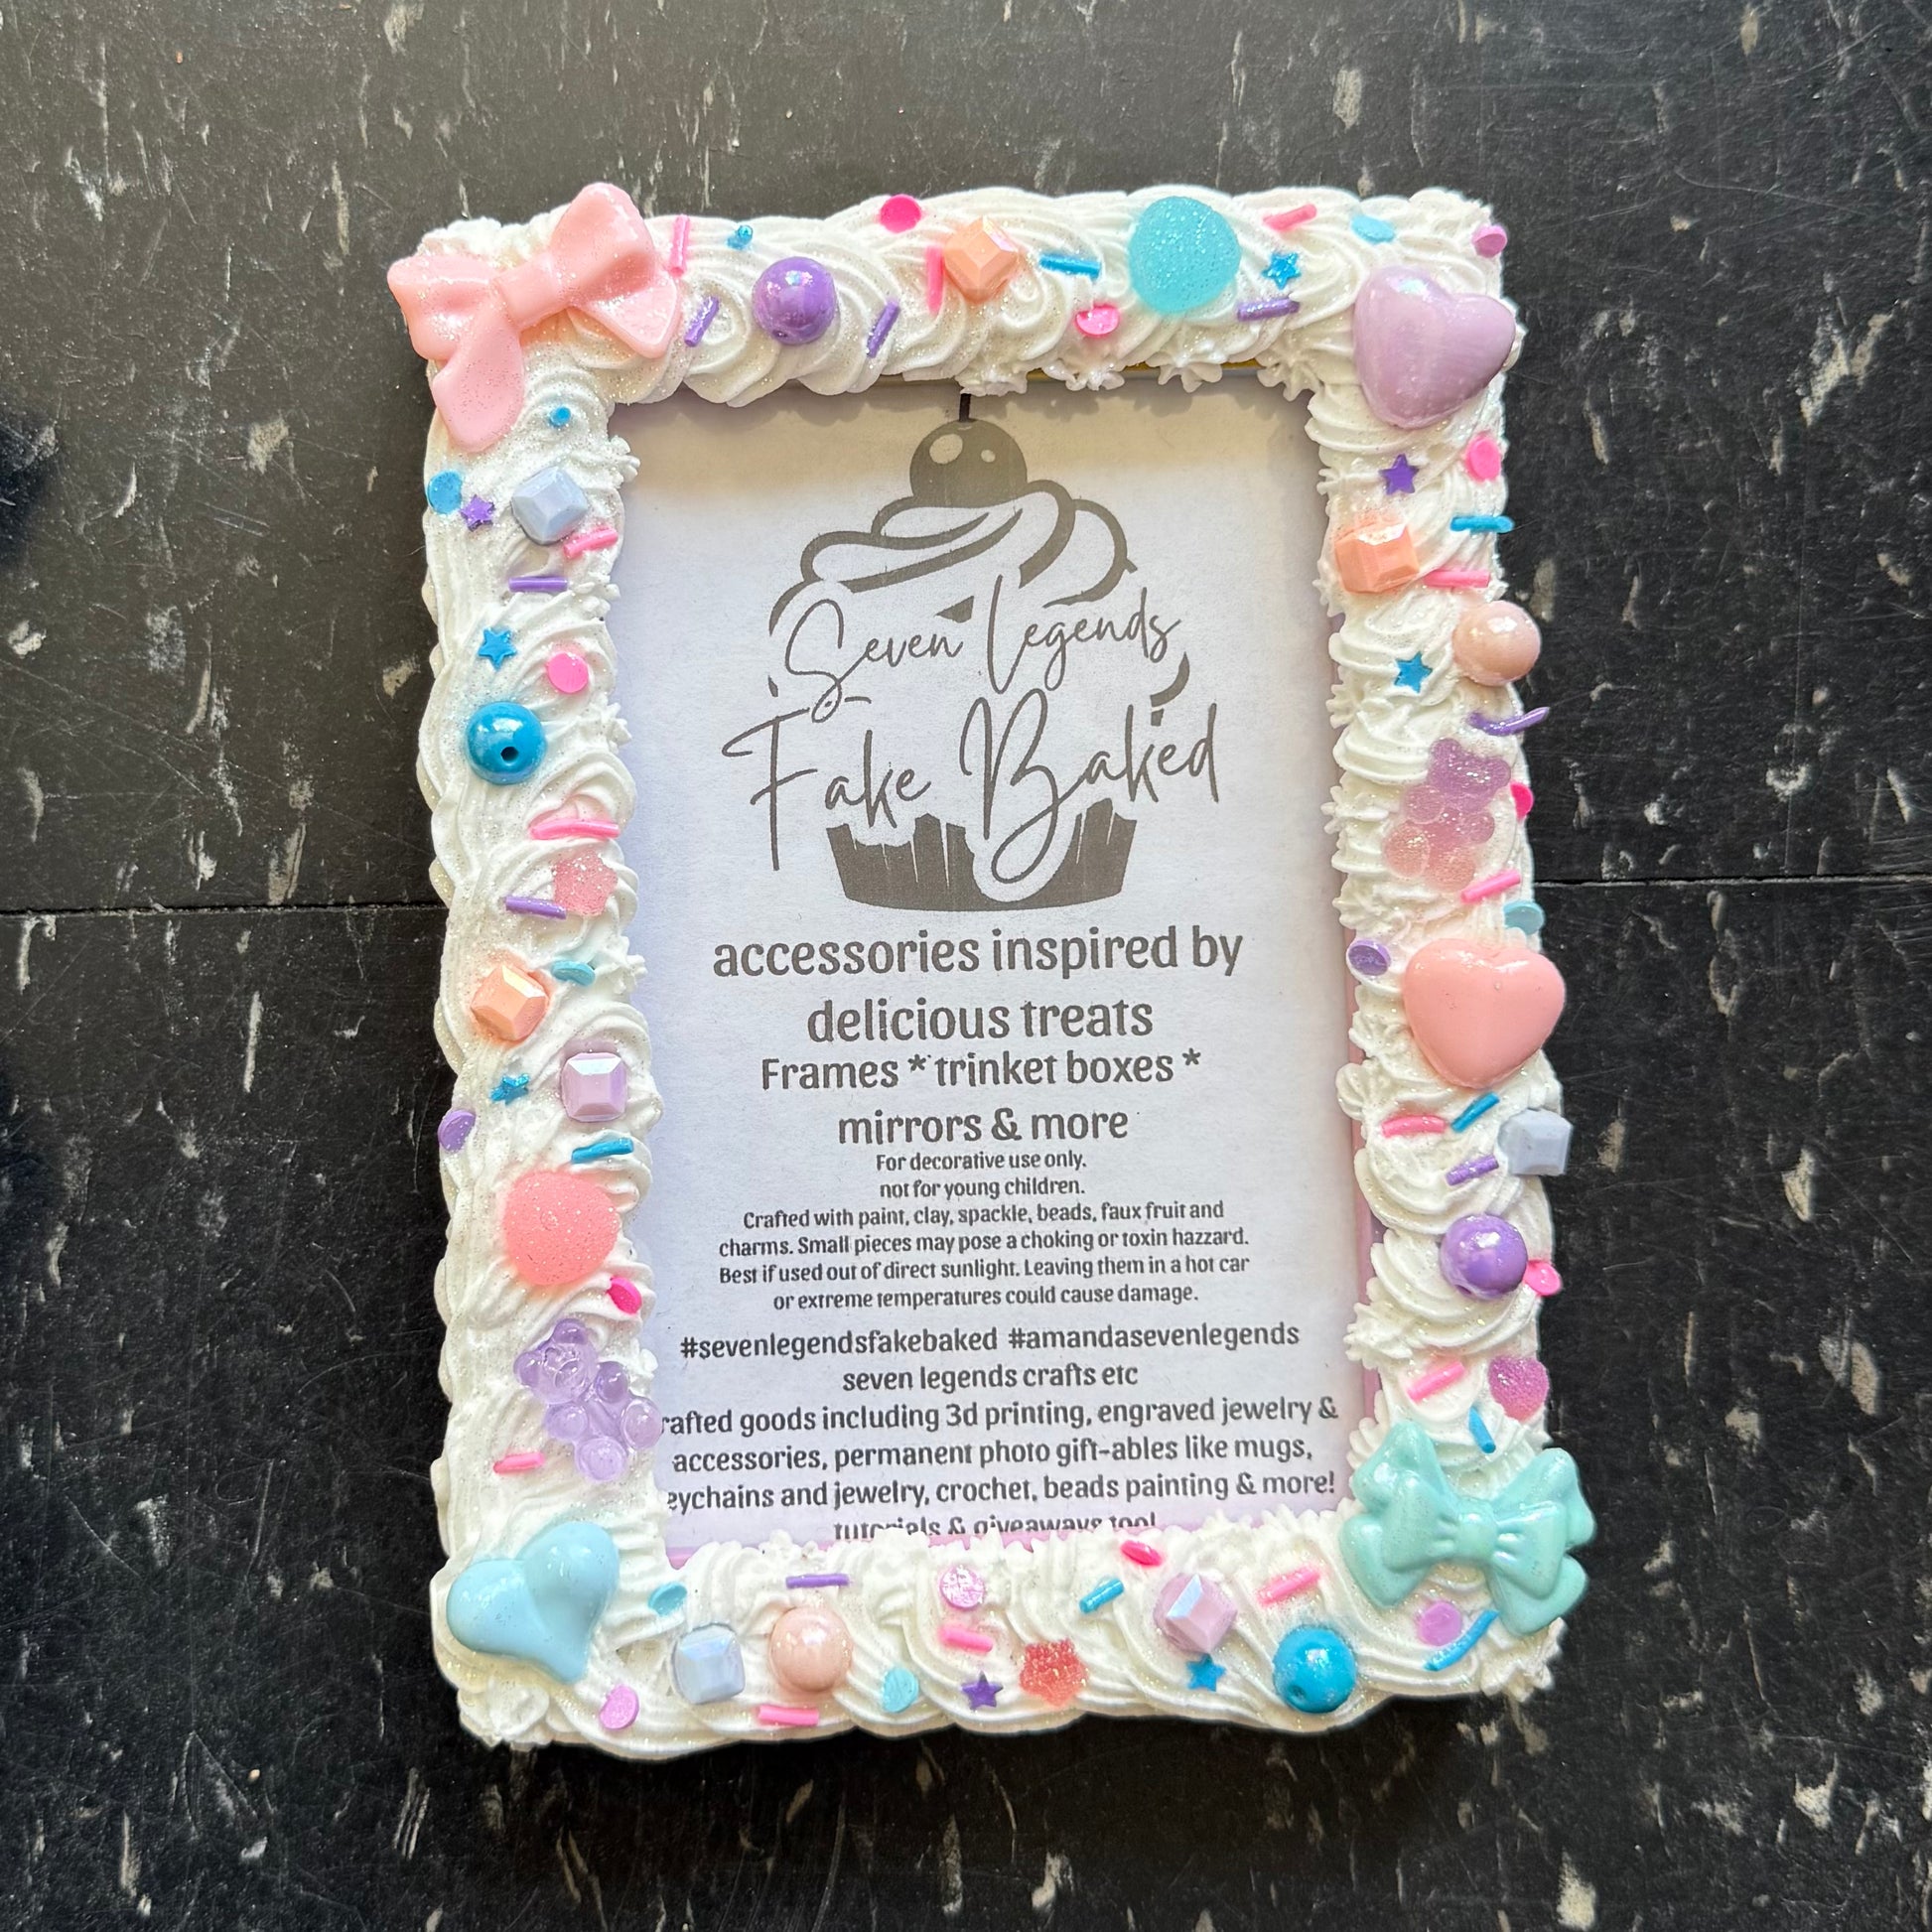 Seven Legends
Fake Baked
accessories inspired by
delicious treats
Frames * trinket boxes *
mirrors & more
For decorative use only.
not for young children.
Crafted with paint, clay, spackle, beads, faux fruit and
charms. Small pieces may pose a choking or toxin hazzard.
Best if used out of direct sunlight. Leaving them in a hot car
or extreme temperatures could cause damage.
#sevenlegendsfakebaked #amandasevenlegends
seven legends crafts etc
rafted goods including 3d printing, engraved jewelry &
accessories, permanent photo gift-ables like mugs,
eychains and jewelry, crochet, beads painting & more!
tutorials & giveaways too!